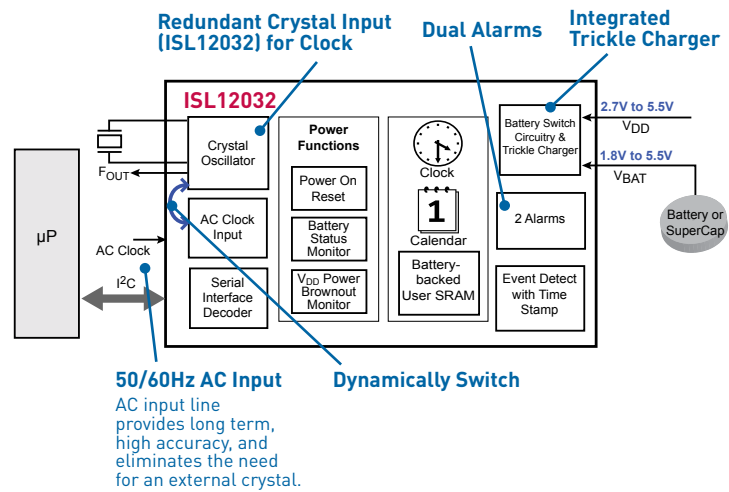 Redundant Crystal Input
(ISL12032) for Clock
Dual Alarms
Integrated
Trickle Charger
ISL12032
Crystal
Oscillator
Power
Functions
Clock
Battery Switch
Circuitry &
Trickle Charger
2.7V to 5.5V
VDD
1.8V to 5.5V
VBAT
FOUT
Power On
Reset
1
Calendar
2 Alarms
Battery or
SuperCap
µP
AC Clock
Input
Battery
Status
Monitor
AC Clock
I2C
Serial
Interface
Decoder
VDD Power
Brownout
Monitor
Battery-
backed
User SRAM
Event Detect
with Time
Stamp
50/60Hz AC Input
AC input line
provides long term,
high accuracy, and
eliminates the need
for an external crystal.
Dynamically Switch